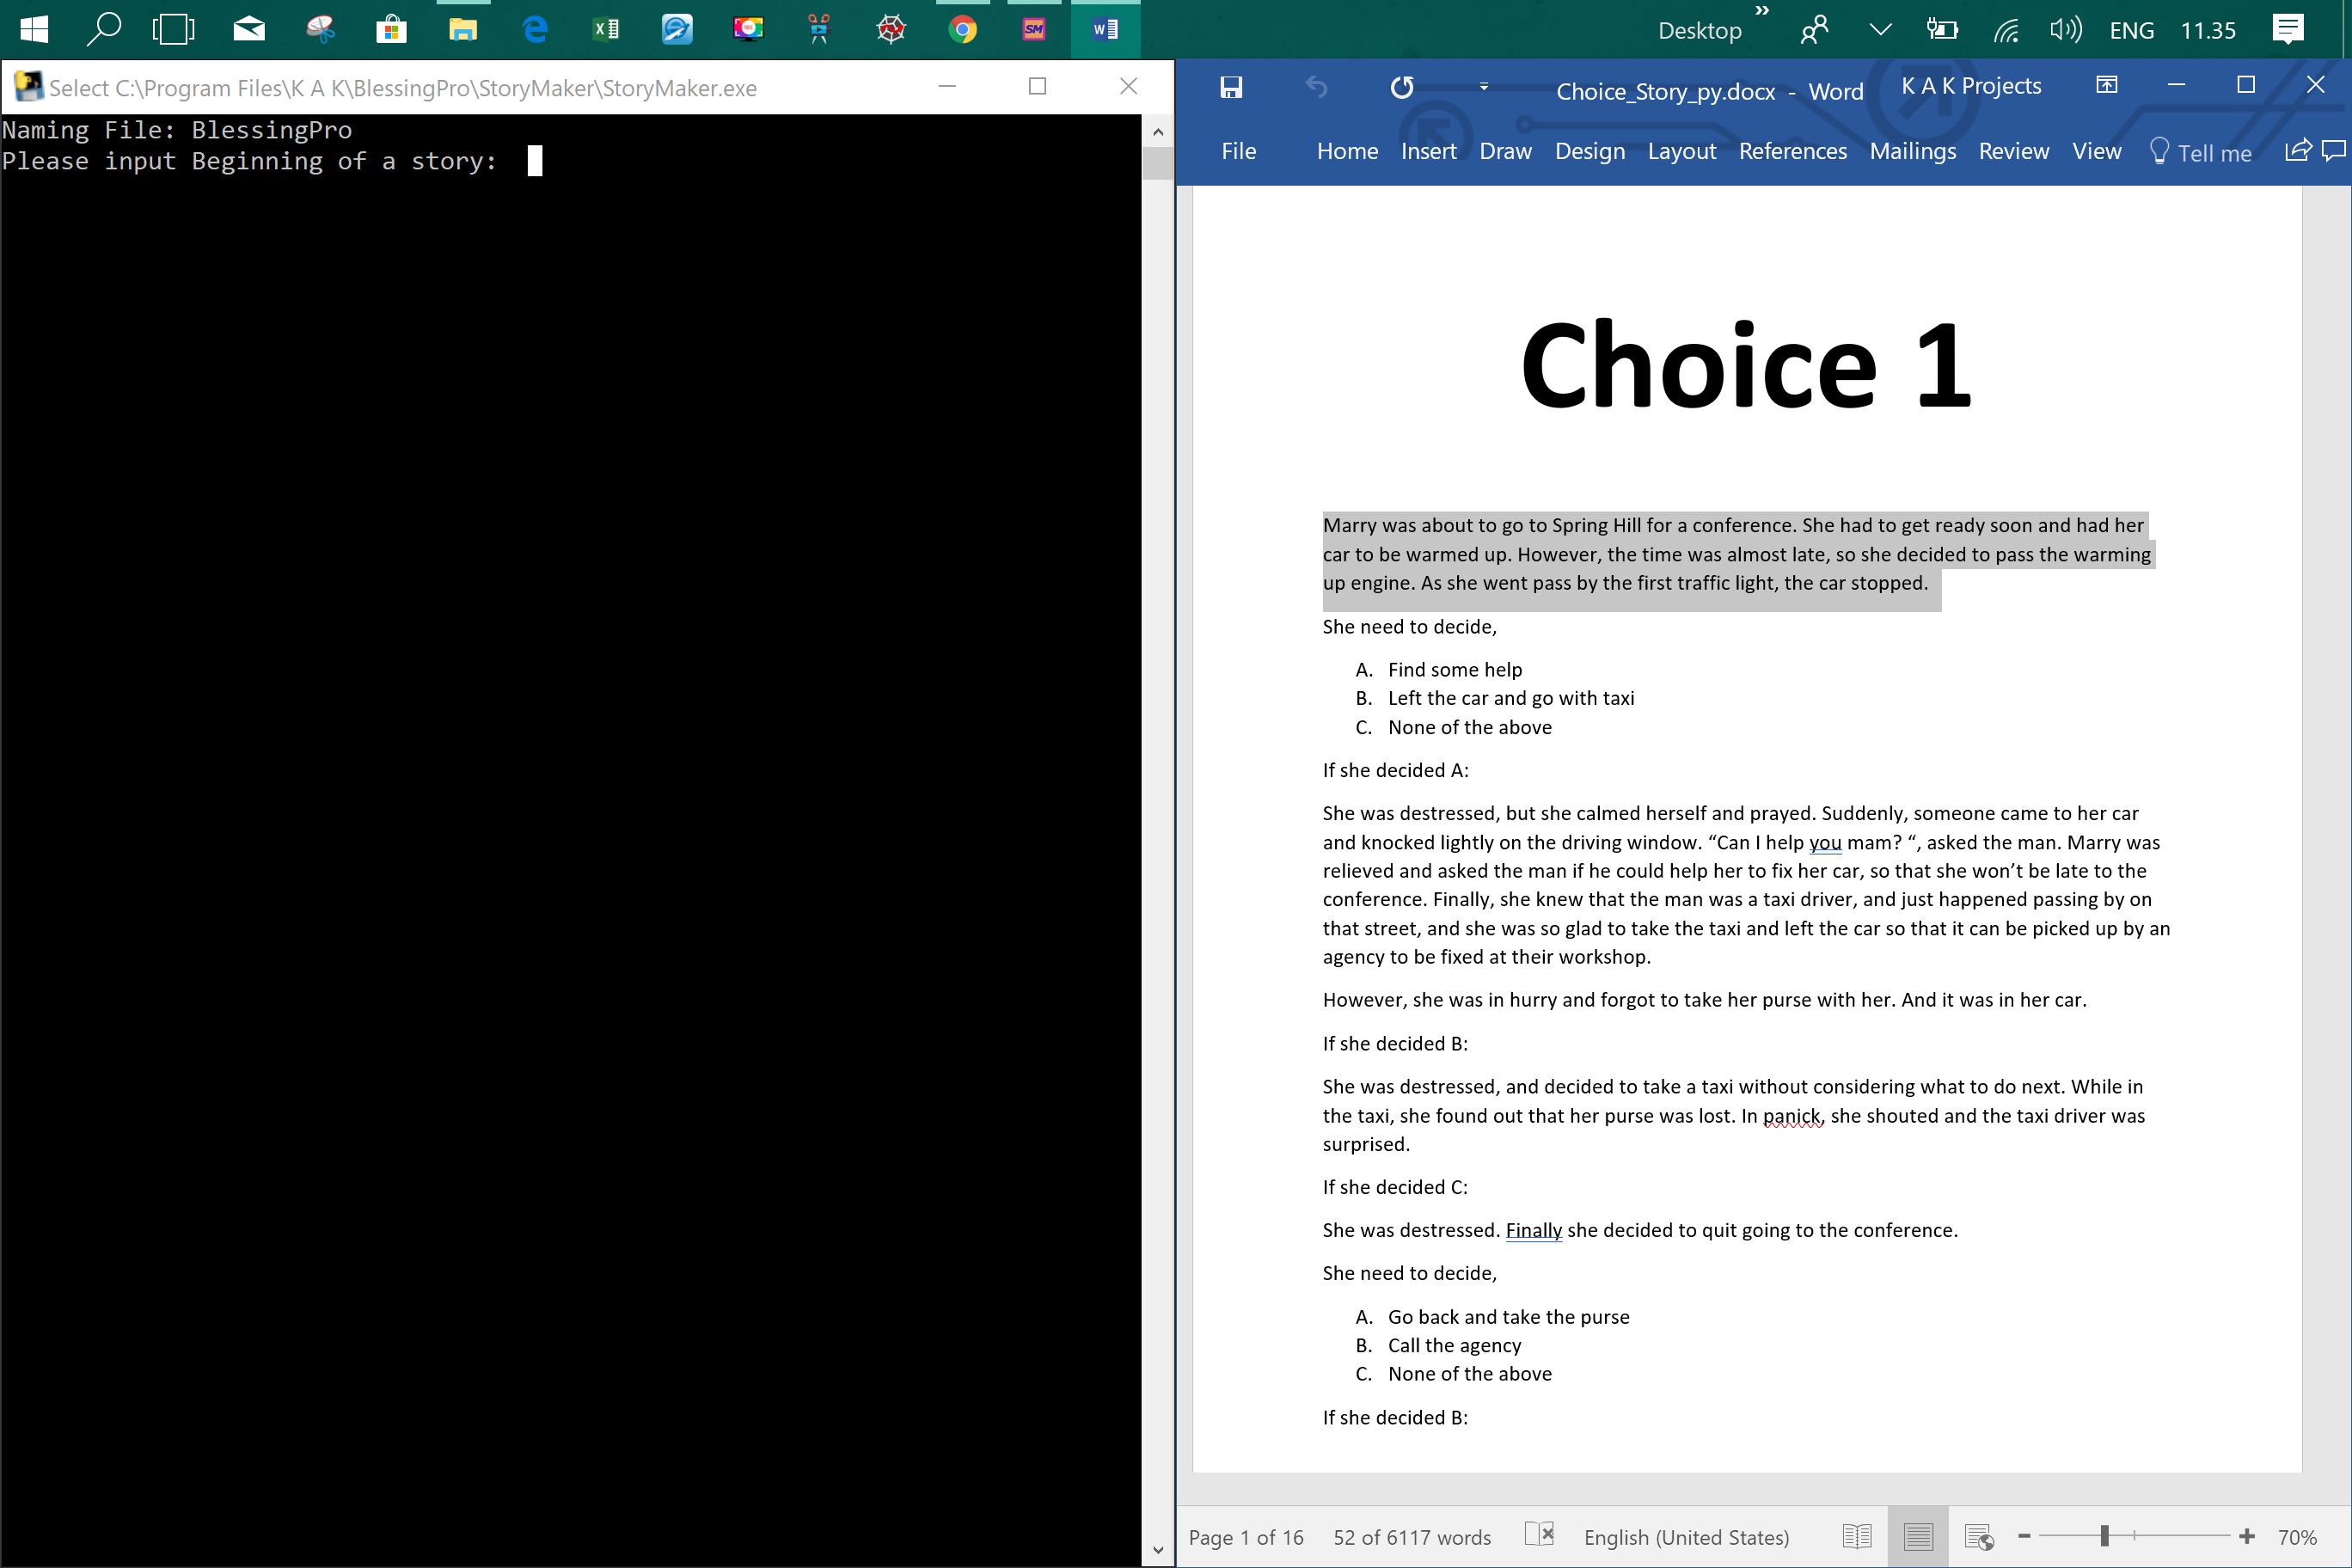 Desktop
»
ENG
11.35
SM
Select C:\Program Files\K A K\BlessingPro\StoryMaker\StoryMaker.exe
Naming File: BlessingPro
Please input Beginning of a story:
Choice_Story_py.docx - Word
K A K Projects
File Home Insert Draw Design Layout References Mailings Review View Tell me
Choice 1
Marry was about to go to Spring Hill for a conference. She had to get ready soon and had her
car to be warmed up. However, the time was almost late, so she decided to pass the warming
up engine. As she went pass by the first traffic light, the car stopped.
She need to decide,
A. Find some help
B. Left the car and go with taxi
C. None of the above
If she decided A:
She was destressed, but she calmed herself and prayed. Suddenly, someone came to her car
and knocked lightly on the driving window. “Can I help you mam? “, asked the man. Marry was
relieved and asked the man if he could help her to fix her car, so that she won’t be late to the
conference. Finally, she knew that the man was a taxi driver, and just happened passing by on
that street, and she was so glad to take the taxi and left the car so that it can be picked up by an
agency to be fixed at their workshop.
However, she was in hurry and forgot to take her purse with her. And it was in her car.
If she decided B:
She was destressed, and decided to take a taxi without considering what to do next. While in
the taxi, she found out that her purse was lost. In panick, she shouted and the taxi driver was
surprised.
If she decided C:
She was destressed. Finally she decided to quit going to the conference.
She need to decide,
A. Go back and take the purse
B. Call the agency
C. None of the above
If she decided B:
Page 1 of 16 52 of 6117 words English (United States) 70%